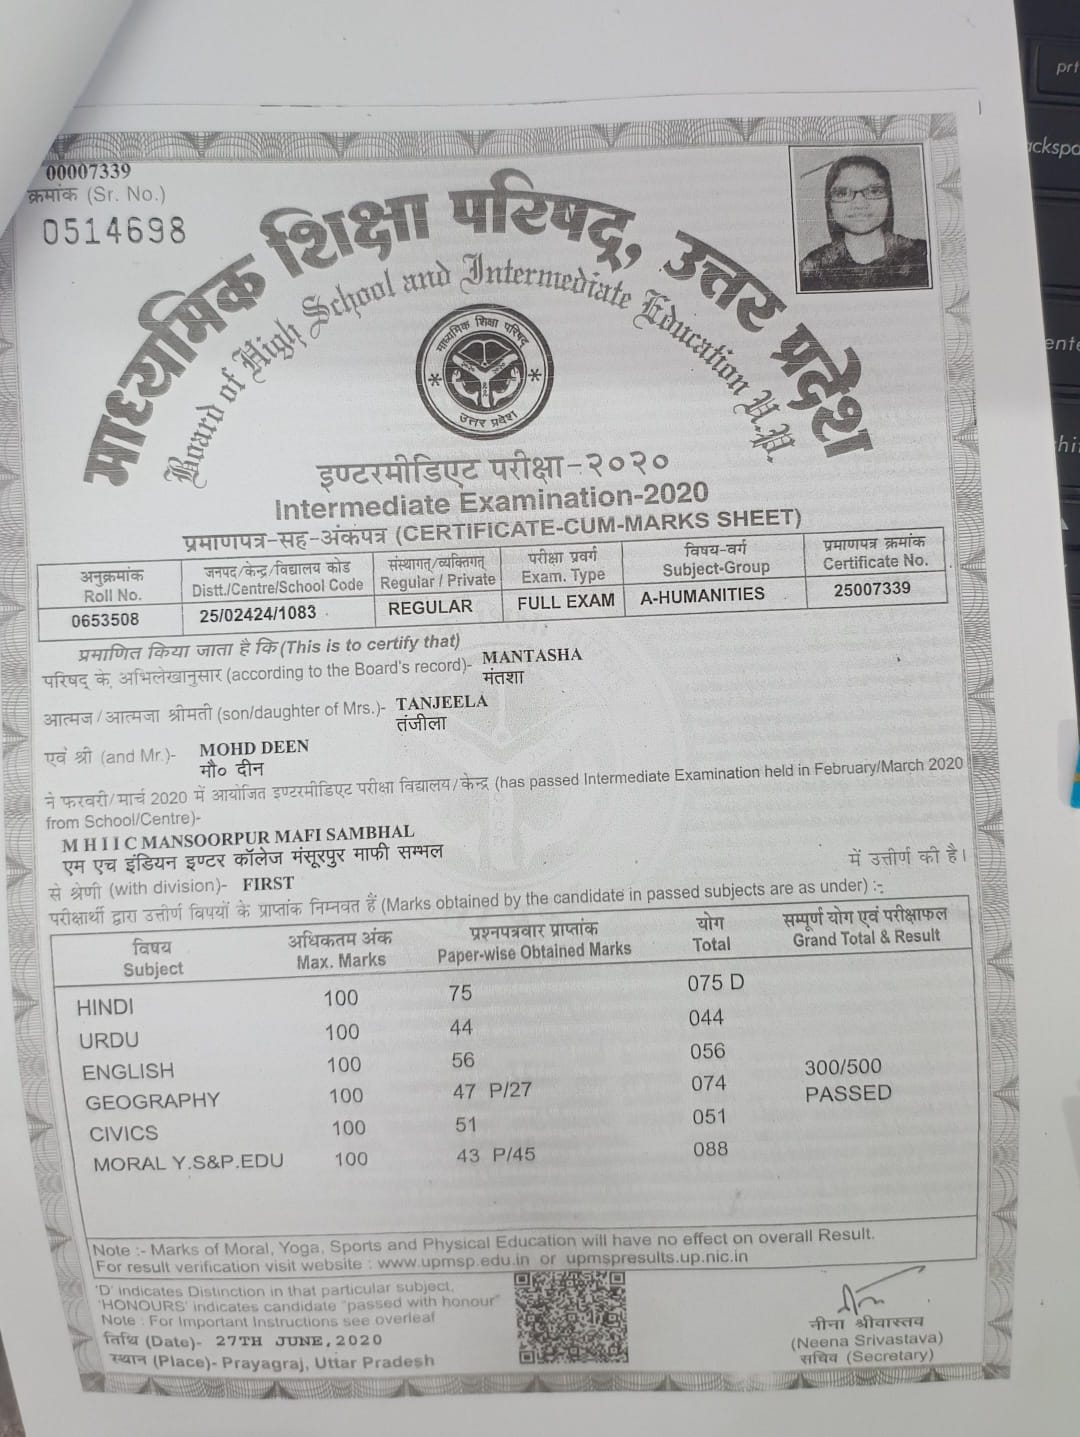 00007339
क्रमांक (Sr. No.)
0514698
माध्यमिक शिक्षा परिषद्, उत्तर प्रदेश
Board of High School and Intermediate Education U.P.
माध्यमिक शिक्षा परिषद
उत्तर प्रदेश
इण्टरमीडिएट परीक्षा-२०२०
Intermediate Examination-2020
प्रमाणपत्र-सह-अंकपत्र (CERTIFICATE-CUM-MARKS SHEET)
अनुक्रमांक जनपद/केन्द्र/विद्यालय कोड संस्थागत/व्यक्तिगत् परीक्षा प्रवर्ग विषय-वर्ग प्रमाणपत्र क्रमांक
Roll No. Distt./Centre/School Code Regular / Private Exam. Type Subject-Group Certificate No.
0653508 25/02424/1083 REGULAR FULL EXAM A-HUMANITIES 25007339
प्रमाणित किया जाता है कि (This is to certify that)
परिषद् के अभिलेखानुसार (according to the Board's record)- MANTASHA
मंतशा
आत्मज/आत्मजा श्रीमती (son/daughter of Mrs.)- TANJEELA
तंजीला
एवं श्री (and Mr.)- MOHD DEEN
मौ० दीन
ने फरवरी/मार्च 2020 में आयोजित इण्टरमीडिएट परीक्षा विद्यालय/केन्द्र (has passed Intermediate Examination held in February/March 2020
from School/Centre)-
M H I I C MANSOORPUR MAFI SAMBHAL
एम एच इंडियन इण्टर कॉलेज मंसूरपुर माफी सम्भल
में उत्तीर्ण की है।
से श्रेणी (with division)- FIRST
परीक्षार्थी द्वारा उत्तीर्ण विषयों के प्राप्तांक निम्नवत हैं (Marks obtained by the candidate in passed subjects are as under) :-
विषय अधिकतम अंक प्रश्नपत्रवार प्राप्तांक योग सम्पूर्ण योग एवं परीक्षाफल
Subject Max. Marks Paper-wise Obtained Marks Total Grand Total & Result
HINDI 100 75 075 D
URDU 100 44 044
ENGLISH 100 56 056 300/500
GEOGRAPHY 100 47 P/27 074 PASSED
CIVICS 100 51 051
MORAL Y.S&P.EDU 100 43 P/45 088
Note :- Marks of Moral, Yoga, Sports and Physical Education will have no effect on overall Result.
For result verification visit website : www.upmsp.edu.in or upmspresults.up.nic.in
'D' indicates Distinction in that particular subject,
'HONOURS' indicates candidate "passed with honour"
Note : For Important Instructions see overleaf
तिथि (Date)- 27TH JUNE, 2020
स्थान (Place)- Prayagraj, Uttar Pradesh
नीना श्रीवास्तव
(Neena Srivastava)
सचिव (Secretary)